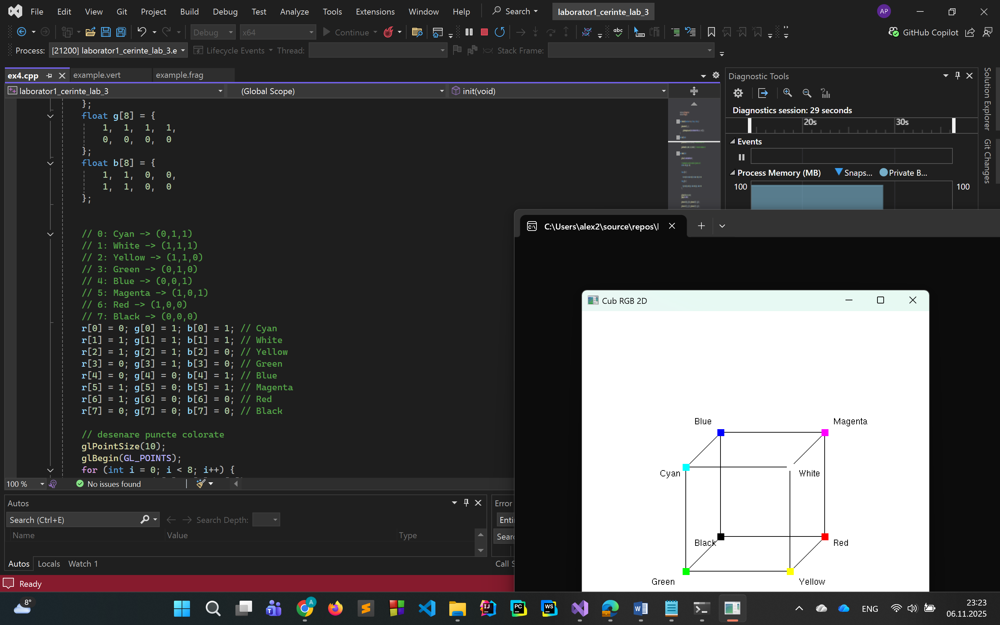 File Edit View Git Project Build Debug Test Analyze Tools Extensions Window Help Search laborator1_cerinte_lab_3 AP
Debug x64 Continue abc GitHub Copilot
Process: [21200] laborator1_cerinte_lab_3.e Lifecycle Events Thread: Stack Frame:
ex4.cpp example.vert example.frag
laborator1_cerinte_lab_3 (Global Scope) init(void)
};
float g[8] = {
1, 1, 1, 1,
0, 0, 0, 0
};
float b[8] = {
1, 1, 0, 0,
1, 1, 0, 0
};
// 0: Cyan -> (0,1,1)
// 1: White -> (1,1,1)
// 2: Yellow -> (1,1,0)
// 3: Green -> (0,1,0)
// 4: Blue -> (0,0,1)
// 5: Magenta -> (1,0,1)
// 6: Red -> (1,0,0)
// 7: Black -> (0,0,0)
r[0] = 0; g[0] = 1; b[0] = 1; // Cyan
r[1] = 1; g[1] = 1; b[1] = 1; // White
r[2] = 1; g[2] = 1; b[2] = 0; // Yellow
r[3] = 0; g[3] = 1; b[3] = 0; // Green
r[4] = 0; g[4] = 0; b[4] = 1; // Blue
r[5] = 1; g[5] = 0; b[5] = 1; // Magenta
r[6] = 1; g[6] = 0; b[6] = 0; // Red
r[7] = 0; g[7] = 0; b[7] = 0; // Black
// desenare puncte colorate
glPointSize(10);
glBegin(GL_POINTS);
for (int i = 0; i < 8; i++) {
100 % No issues found
Diagnostic Tools
Diagnostics session: 29 seconds
20s 30s
Events
Process Memory (MB) Snaps... Private B...
100 100
Solution Explorer
Git Changes
C:\Users\alex2\source\repos\
Cub RGB 2D
Blue Magenta
Cyan White
Black Red
Green Yellow
Autos
Search (Ctrl+E) Search Depth:
Name Value Type
Autos Locals Watch 1
Error
Enti
Searc
Call S
Ready
8°
ENG
23:23
06.11.2025